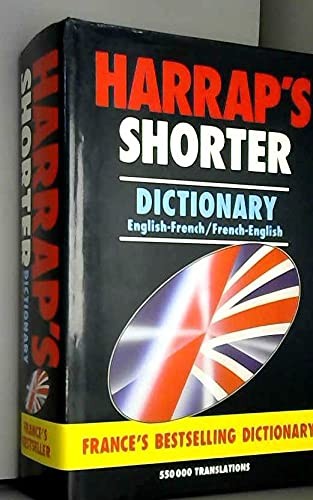 HARRAP'S
SHORTER
DICTIONARY
English-French/French-English
FRANCE'S BESTSELLING DICTIONARY
550 000 TRANSLATIONS
HARRAP'S
SHORTER
DICTIONARY
FRANCE'S
BESTSELLER